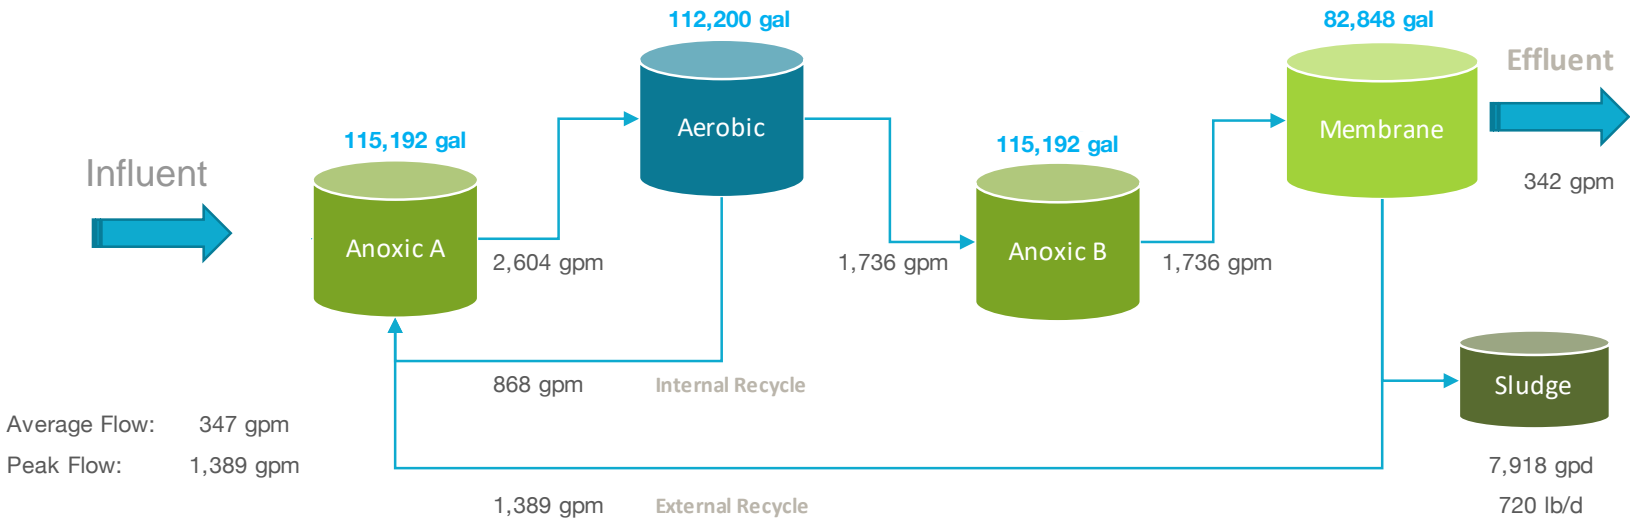 112,200 gal
82,848 gal
Effluent
Aerobic
Membrane
115,192 gal
115,192 gal
Influent
342 gpm
Anoxic A
Anoxic B
2,604 gpm
1,736 gpm
1,736 gpm
868 gpm
Internal Recycle
Sludge
Average Flow: 347 gpm
Peak Flow: 1,389 gpm
7,918 gpd
1,389 gpm
External Recycle
720 lb/d